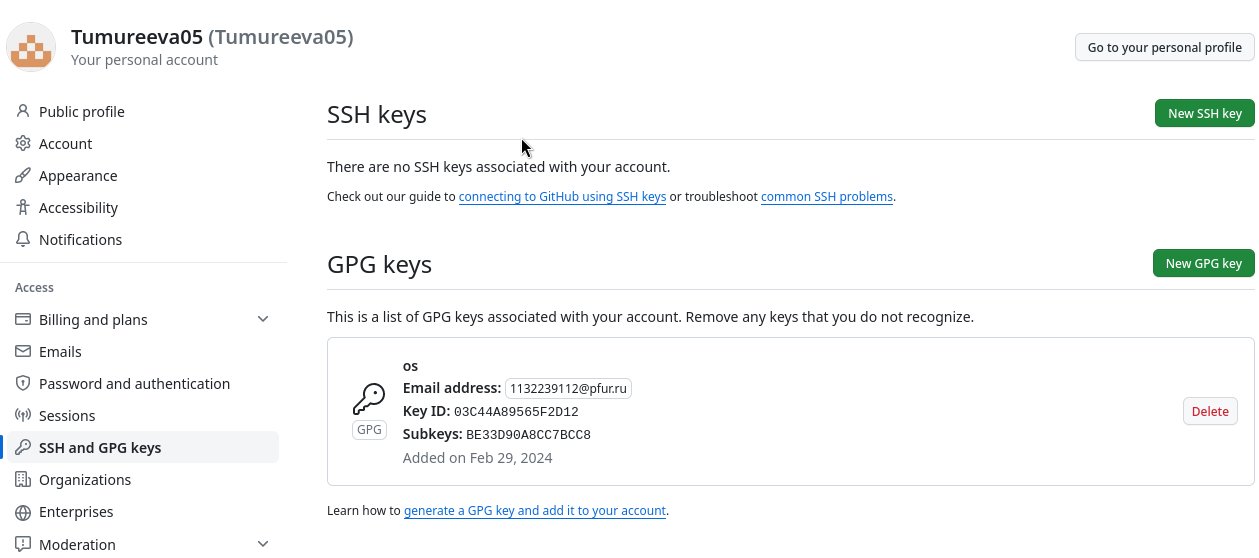 Tumureeva05 (Tumureeva05)
Your personal account
Go to your personal profile
Public profile
Account
Appearance
Accessibility
Notifications
Access
Billing and plans
Emails
Password and authentication
Sessions
SSH and GPG keys
Organizations
Enterprises
Moderation
SSH keys
New SSH key
There are no SSH keys associated with your account.
Check out our guide to connecting to GitHub using SSH keys or troubleshoot common SSH problems.
GPG keys
New GPG key
This is a list of GPG keys associated with your account. Remove any keys that you do not recognize.
GPG
os
Email address: 1132239112@pfur.ru
Key ID: 03C44A89565F2D12
Subkeys: BE33D90A8CC7BCC8
Added on Feb 29, 2024
Delete
Learn how to generate a GPG key and add it to your account.